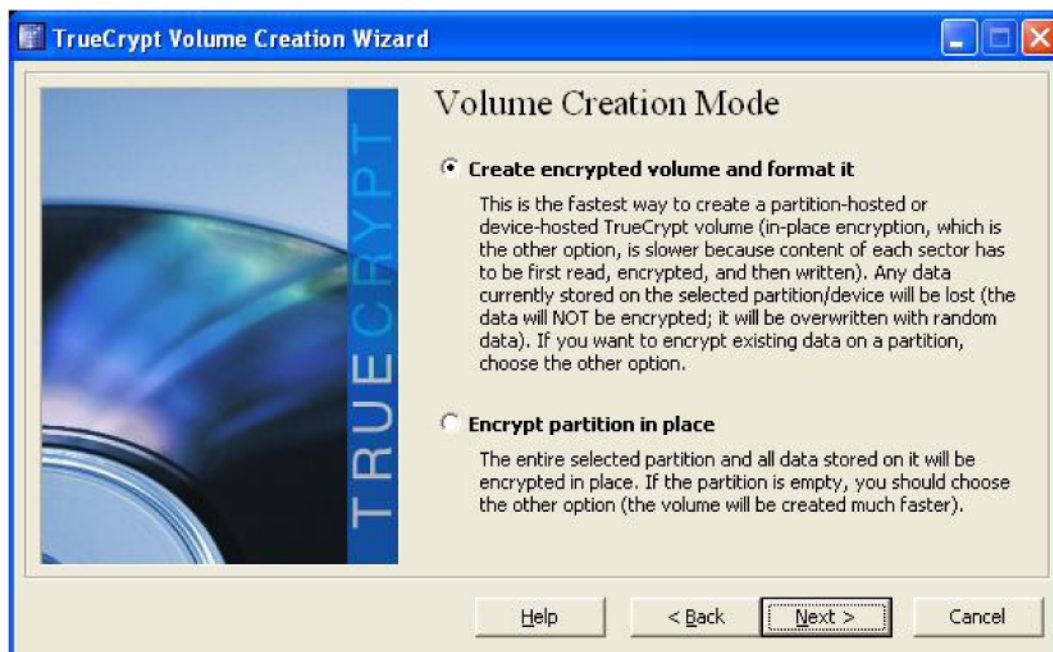 TrueCrypt Volume Creation Wizard
TRUECRYPT
Volume Creation Mode
Create encrypted volume and format it
This is the fastest way to create a partition-hosted or
device-hosted TrueCrypt volume (in-place encryption, which is
the other option, is slower because content of each sector has
to be first read, encrypted, and then written). Any data
currently stored on the selected partition/device will be lost (the
data will NOT be encrypted; it will be overwritten with random
data). If you want to encrypt existing data on a partition,
choose the other option.
Encrypt partition in place
The entire selected partition and all data stored on it will be
encrypted in place. If the partition is empty, you should choose
the other option (the volume will be created much faster).
Help
< Back
Next >
Cancel